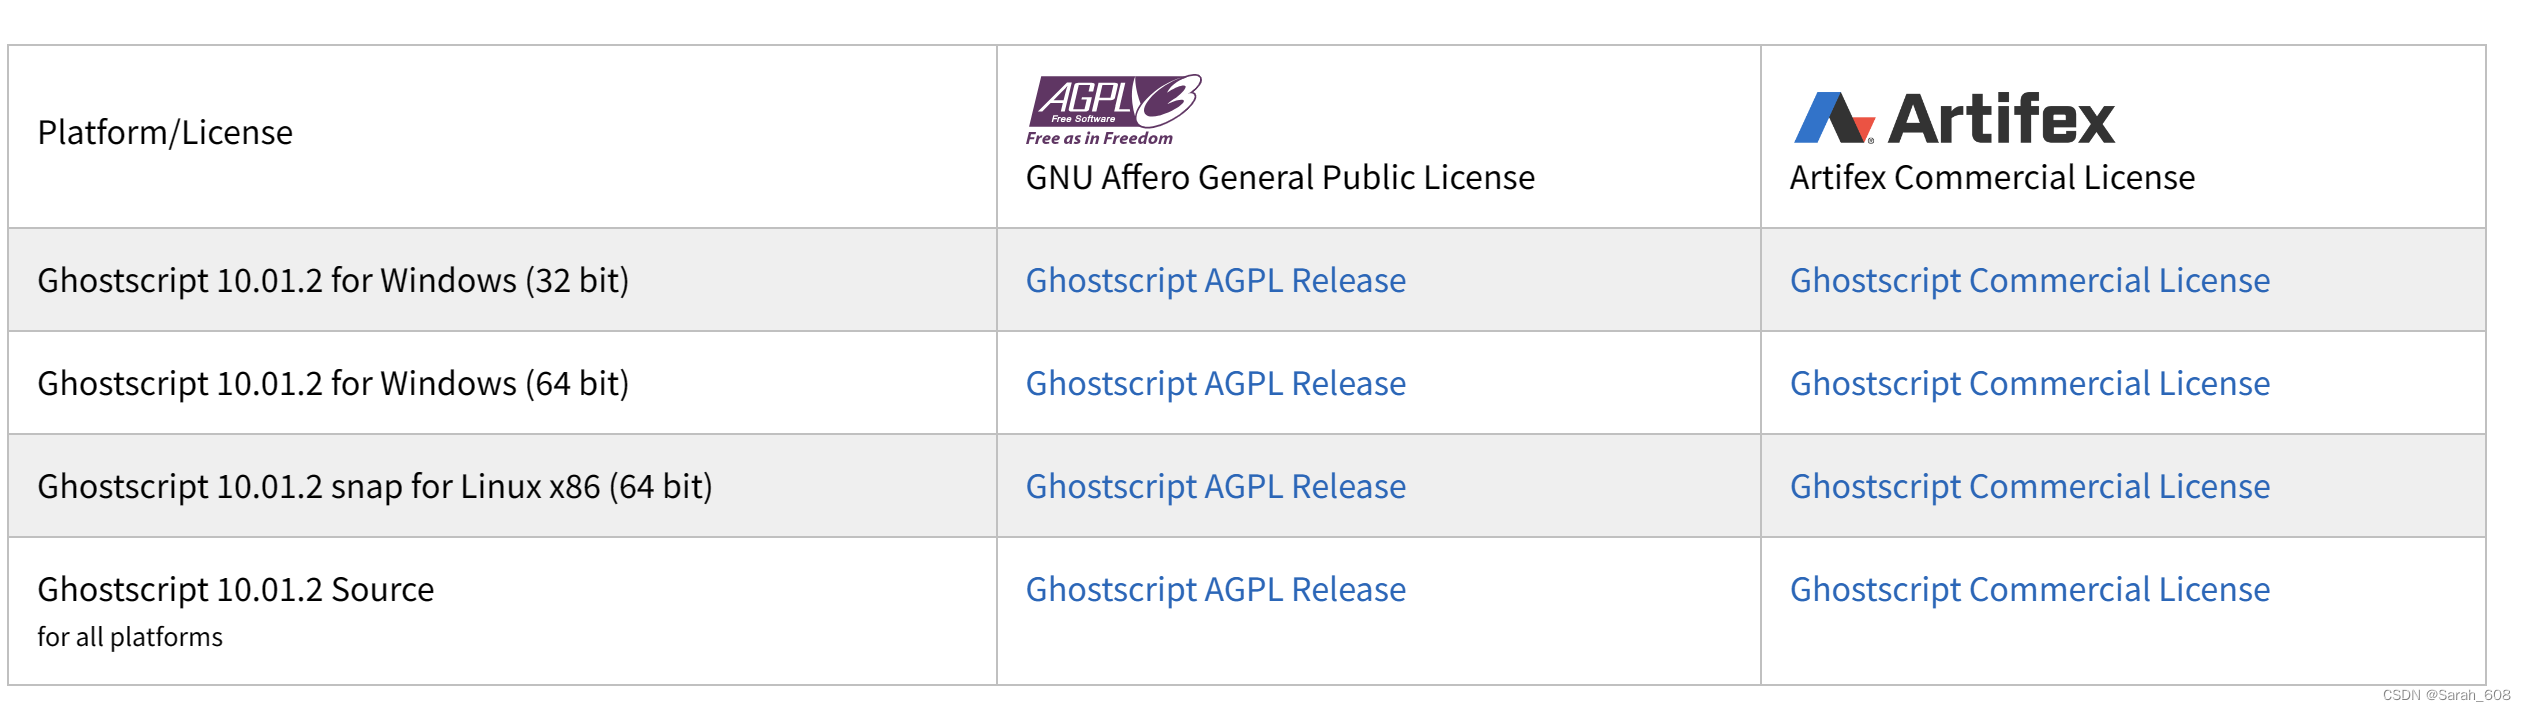 Platform/License
AGPL3
Free Software
Free as in Freedom
GNU Affero General Public License
Artifex
Artifex Commercial License
Ghostscript 10.01.2 for Windows (32 bit)
Ghostscript AGPL Release
Ghostscript Commercial License
Ghostscript 10.01.2 for Windows (64 bit)
Ghostscript AGPL Release
Ghostscript Commercial License
Ghostscript 10.01.2 snap for Linux x86 (64 bit)
Ghostscript AGPL Release
Ghostscript Commercial License
Ghostscript 10.01.2 Source
for all platforms
Ghostscript AGPL Release
Ghostscript Commercial License
CSDN @Sarah_608